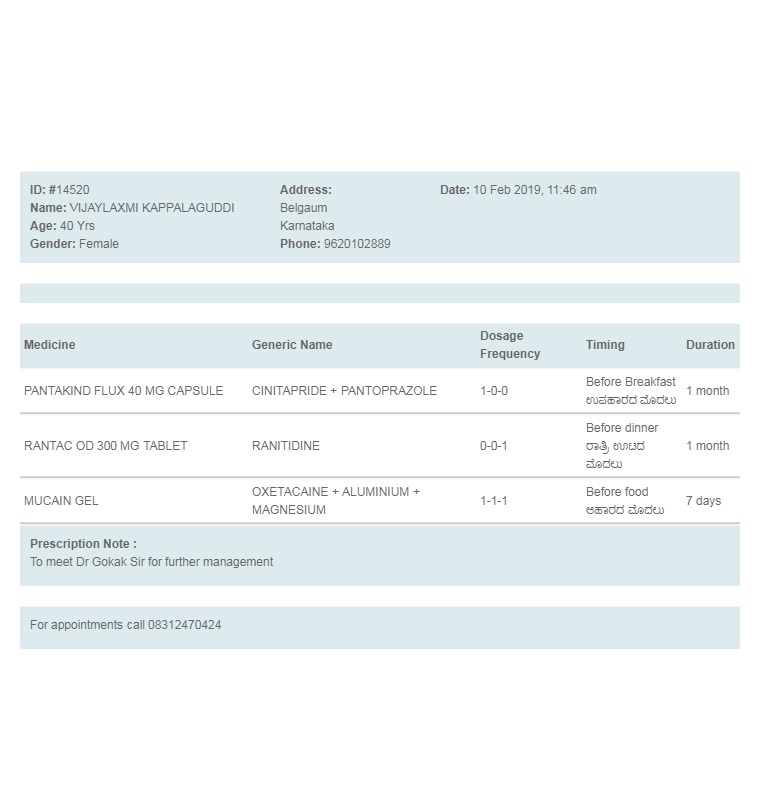 ID: #14520
Name: VIJAYLAXMI KAPPALAGUDDI
Age: 40 Yrs
Gender: Female
Address:
Belgaum
Karnataka
Phone: 9620102889
Date: 10 Feb 2019, 11:46 am
Medicine Generic Name Dosage Frequency Timing Duration
PANTAKIND FLUX 40 MG CAPSULE CINITAPRIDE + PANTOPRAZOLE 1-0-0 Before Breakfast 1 month
ಉಪಹಾರದ ಮೊದಲು
RANTAC OD 300 MG TABLET RANITIDINE 0-0-1 Before dinner 1 month
ರಾತ್ರಿ ಊಟದ
ಮೊದಲು
MUCAIN GEL OXETACAINE + ALUMINIUM + 1-1-1 Before food 7 days
MAGNESIUM ಆಹಾರದ ಮೊದಲು
Prescription Note :
To meet Dr Gokak Sir for further management
For appointments call 08312470424